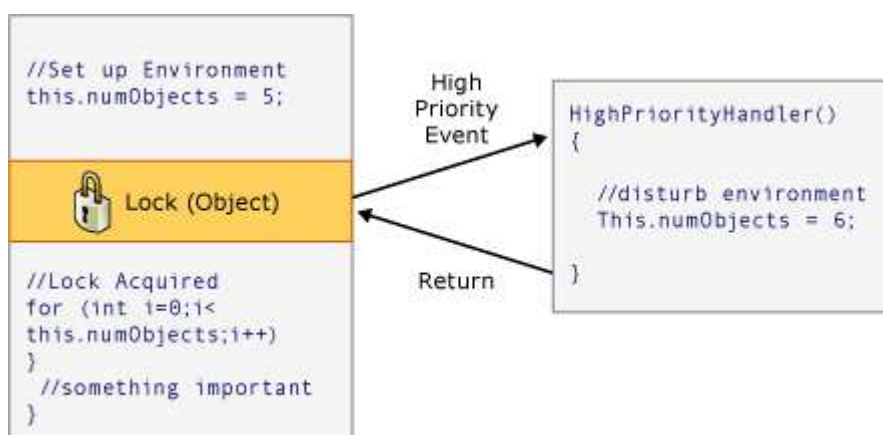 //Set up Environment
this.numObjects = 5;
Lock (Object)
//Lock Acquired
for (int i=0;i<
this.numObjects;i++)
}
//something important
}
High
Priority
Event
Return
HighPriorityHandler()
{
//disturb environment
This.numObjects = 6;
}